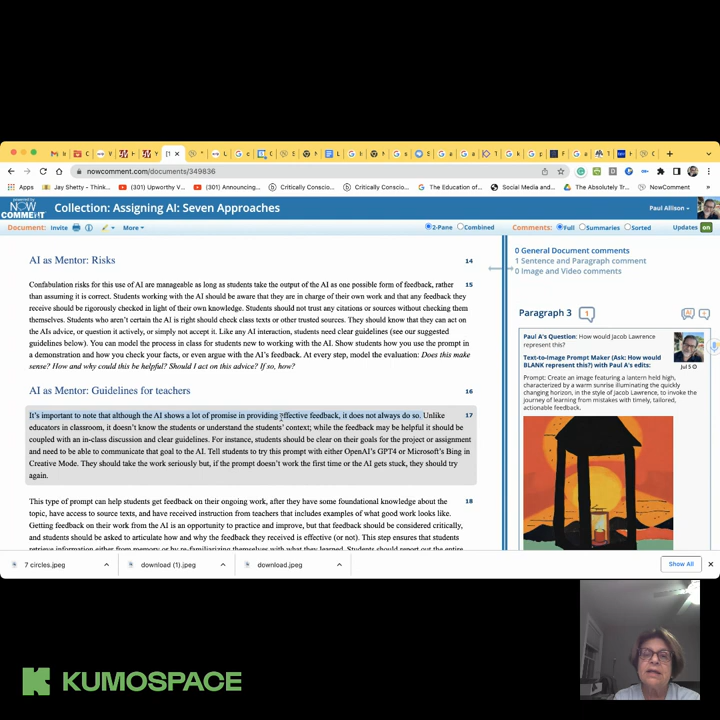 nowcomment.com/documents/349836
Apps
Jay Shetty - Think...
(301) Upworthy V...
(301) Announcing...
Critically Conscio...
Critically Conscio...
The Education of...
Social Media and...
The Absolutely Tr...
NowComment
powered by
NOW
COMMENT
Collection: Assigning AI: Seven Approaches
Paul Allison
Document: Invite
More
2-Pane
Combined
Comments: Full
Summaries
Sorted
Updates on
AI as Mentor: Risks
14
Confabulation risks for this use of AI are manageable as long as students take the output of the AI as one possible form of feedback, rather
15
than assuming it is correct. Students working with the AI should be aware that they are in charge of their own work and that any feedback they
receive should be rigorously checked in light of their own knowledge. Students should not trust any citations or sources without checking them
themselves. Students who aren't certain the AI is right should check class texts or other trusted sources. They should know that they can act on
the AIs advice, or question it actively, or simply not accept it. Like any AI interaction, students need clear guidelines (see our suggested
guidelines below). You can model the process in class for students new to working with AI. Show students how you use the prompt in
a demonstration and how you check your facts, or even argue with the AI's feedback. At every step, model the evaluation: Does this make
sense? How and why could this be helpful? Should I act on this advice? If so, how?
AI as Mentor: Guidelines for teachers
16
It's important to note that although the AI shows a lot of promise in providing effective feedback, it does not always do so. Unlike
17
educators in classroom, it doesn't know the students or understand the students' context; while the feedback may be helpful it should be
coupled with an in-class discussion and clear guidelines. For instance, students should be clear on their goals for the project or assignment
and need to be able to communicate that goal to the AI. Tell students to try this prompt with either OpenAI's GPT4 or Microsoft's Bing in
Creative Mode. They should take the work seriously but, if the prompt doesn't work the first time or the AI gets stuck, they should try
again.
This type of prompt can help students get feedback on their ongoing work, after they have some foundational knowledge about the
18
topic, have access to source texts, and have received instruction from teachers that includes examples of what good work looks like.
Getting feedback on their work from the AI is an opportunity to practice and improve, but that feedback should be considered critically,
and students should be asked to articulate how and why the feedback they received is effective (or not). This step ensures that students
retrieve information either from memory or by re-familiarizing themselves with what they learned. Students should report out the entire
0 General Document comments
1 Sentence and Paragraph comment
0 Image and Video comments
Paragraph 3
1
Paul A's Question: How would Jacob Lawrence
represent this?
Text-to-Image Prompt Maker (Ask: How would
BLANK represent this?) with Paul A's edits:
Jul 5
Prompt: Create an image featuring a lantern held high,
characterized by a warm sunrise illuminating the quickly
changing horizon, in the style of Jacob Lawrence, to invoke the
journey of learning from mistakes with timely, tailored,
actionable feedback.
7 circles.jpeg
download (1).jpeg
download.jpeg
Show All
KUMOSPACE